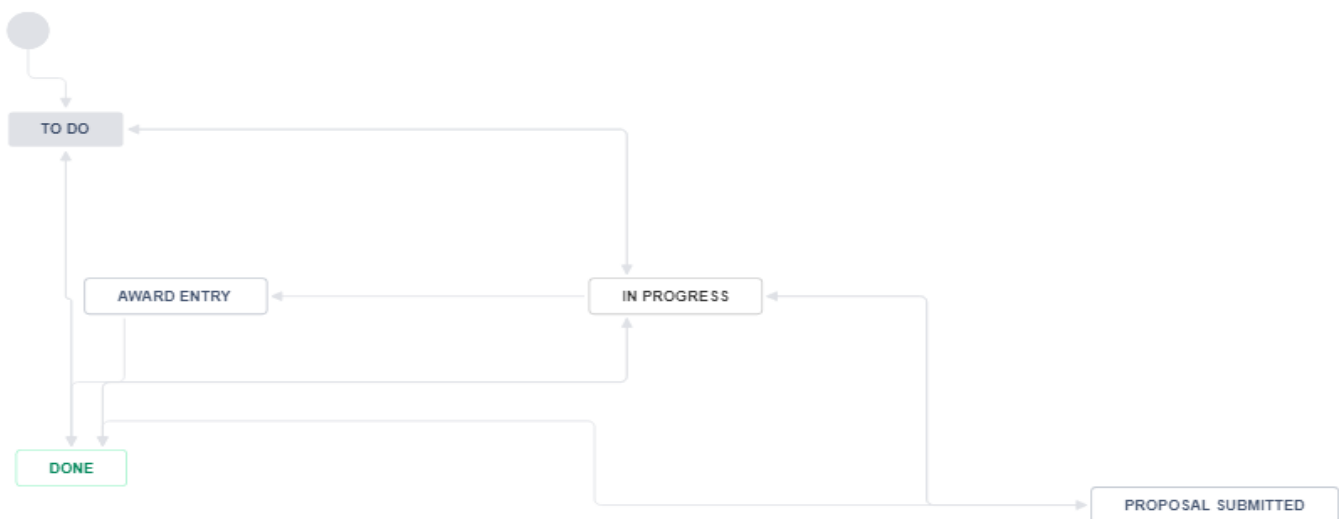 TO DO
AWARD ENTRY
IN PROGRESS
DONE
PROPOSAL SUBMITTED